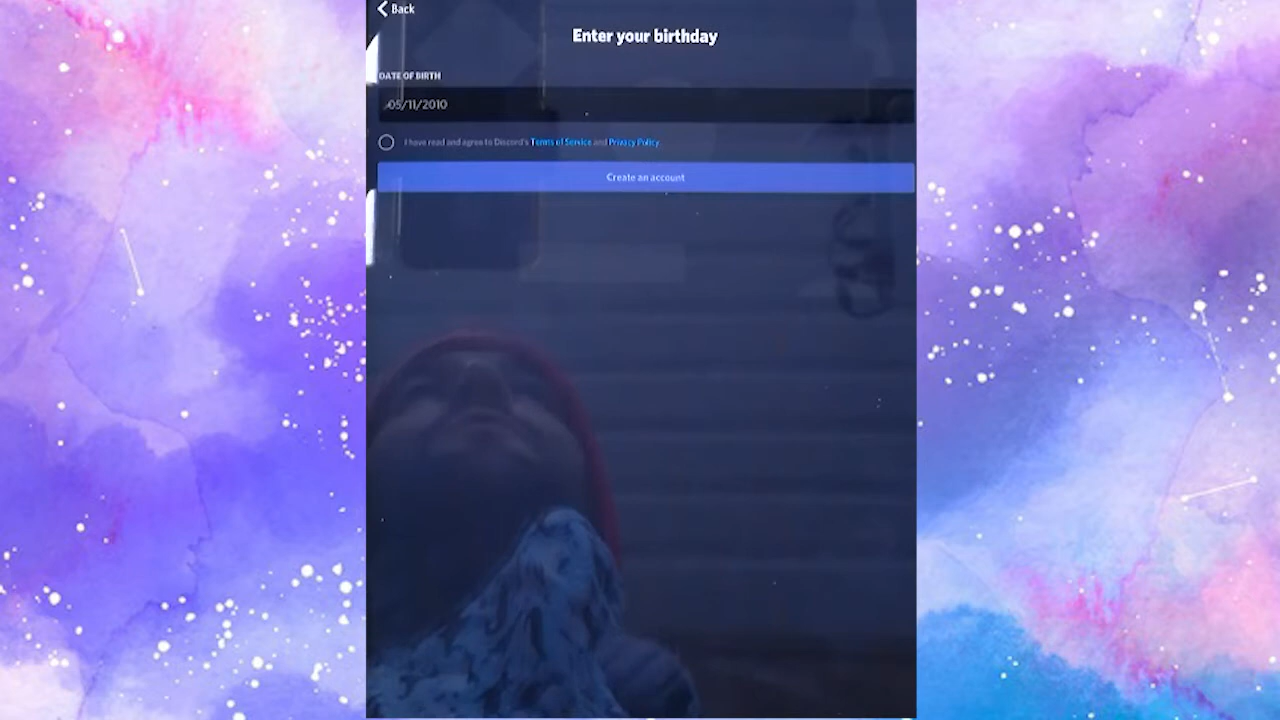 Back
Enter your birthday
DATE OF BIRTH
05/11/2010
I have read and agree to Discord's Terms of Service and Privacy Policy.
Create an account